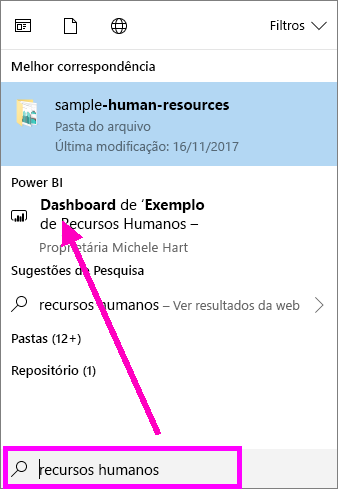 Filtros
Melhor correspondência
sample-human-resources
Pasta do arquivo
Última modificação: 16/11/2017
Power BI
Dashboard de ‘Exemplo
de Recursos Humanos –
Proprietária Michele Hart
Sugestões de Pesquisa
recursos humanos – Ver resultados da web
Pastas (12+)
Repositório (1)
recursos humanos